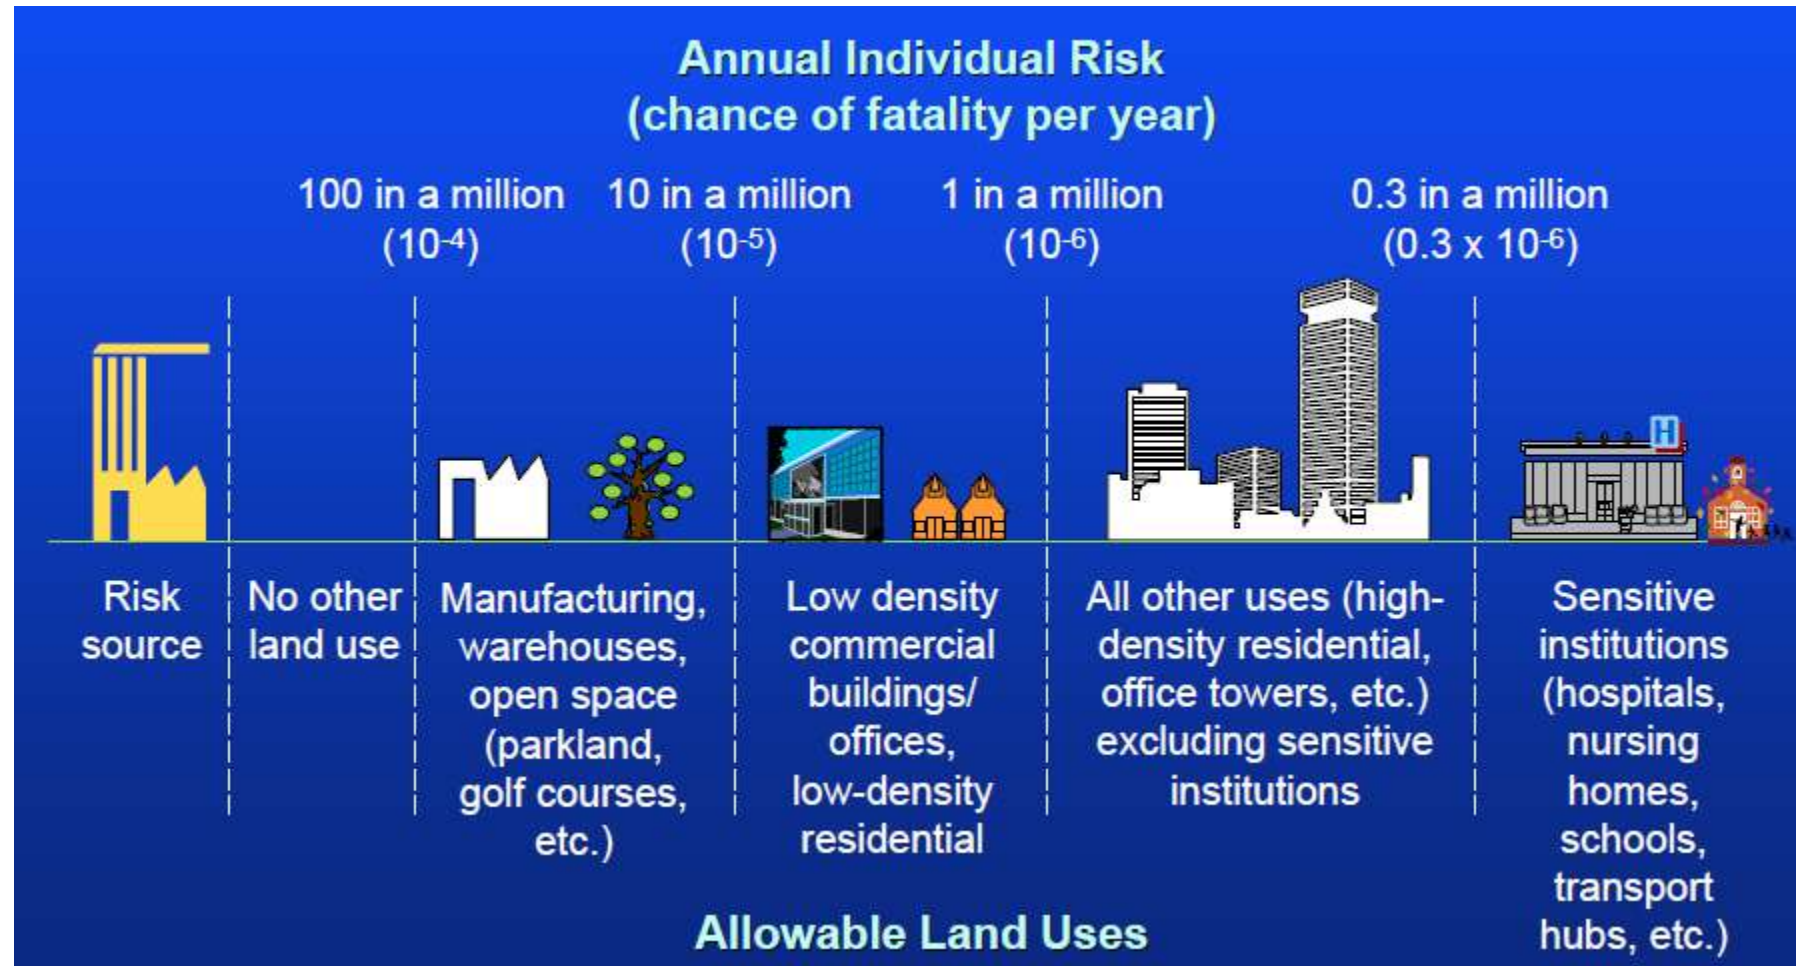 Annual Individual Risk
(chance of fatality per year)
100 in a million
(10⁻⁴)
10 in a million
(10⁻⁵)
1 in a million
(10⁻⁶)
0.3 in a million
(0.3 x 10⁻⁶)
H
Risk
source
No other
land use
Manufacturing,
warehouses,
open space
(parkland,
golf courses,
etc.)
Low density
commercial
buildings/
offices,
low-density
residential
All other uses (high-
density residential,
office towers, etc.)
excluding sensitive
institutions
Sensitive
institutions
(hospitals,
nursing
homes,
schools,
transport
hubs, etc.)
Allowable Land Uses